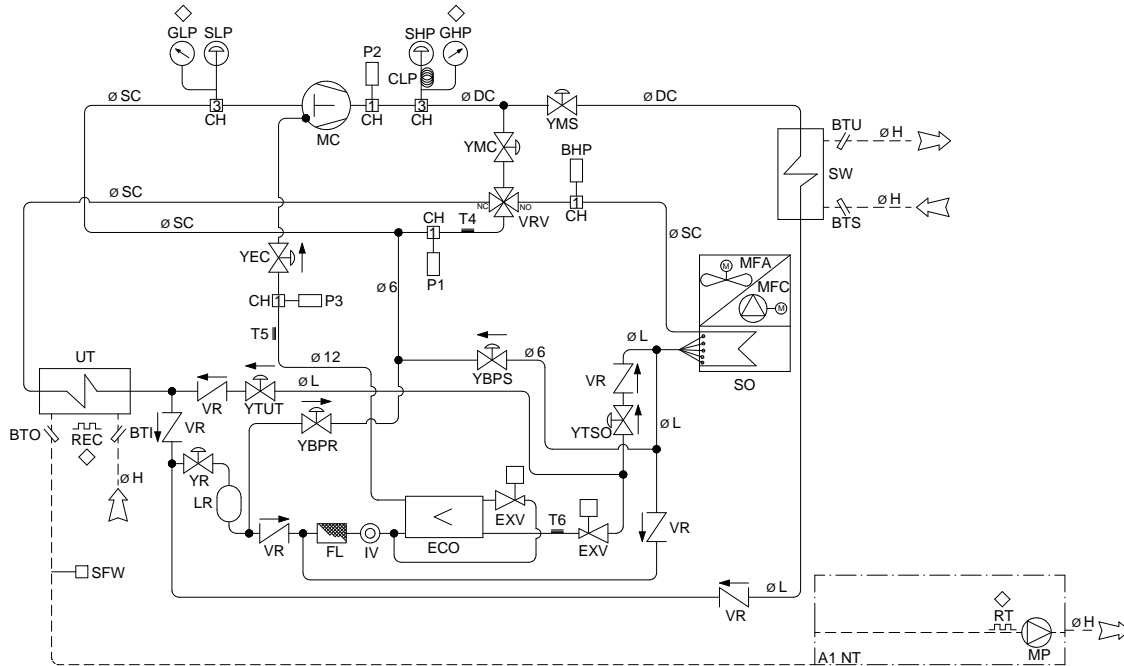 GLP SLP
SHP GHP
P2
CLP
Ø SC
3
1
3
Ø DC
Ø DC
CH
MC
CH
CH
YMS
BTU Ø H
YMC
BHP
SW
Ø SC
NC NO
VRV
1
CH
Ø H
BTS
Ø SC
CH
1
T4
Ø SC
YEC
P1
M
MFA
MFC
M
Ø 6
CH 1 P3
T5
Ø L
UT
Ø 12
YBPS
Ø 6
VR
SO
VR
YTUT
Ø L
YTSO
BTO
REC
BTI
VR
YBPR
Ø L
Ø H
YR
LR
EXV
T6
VR
VR
FL
IV
ECO
EXV
SFW
Ø L
VR
RT
Ø H
A1 NT
MP